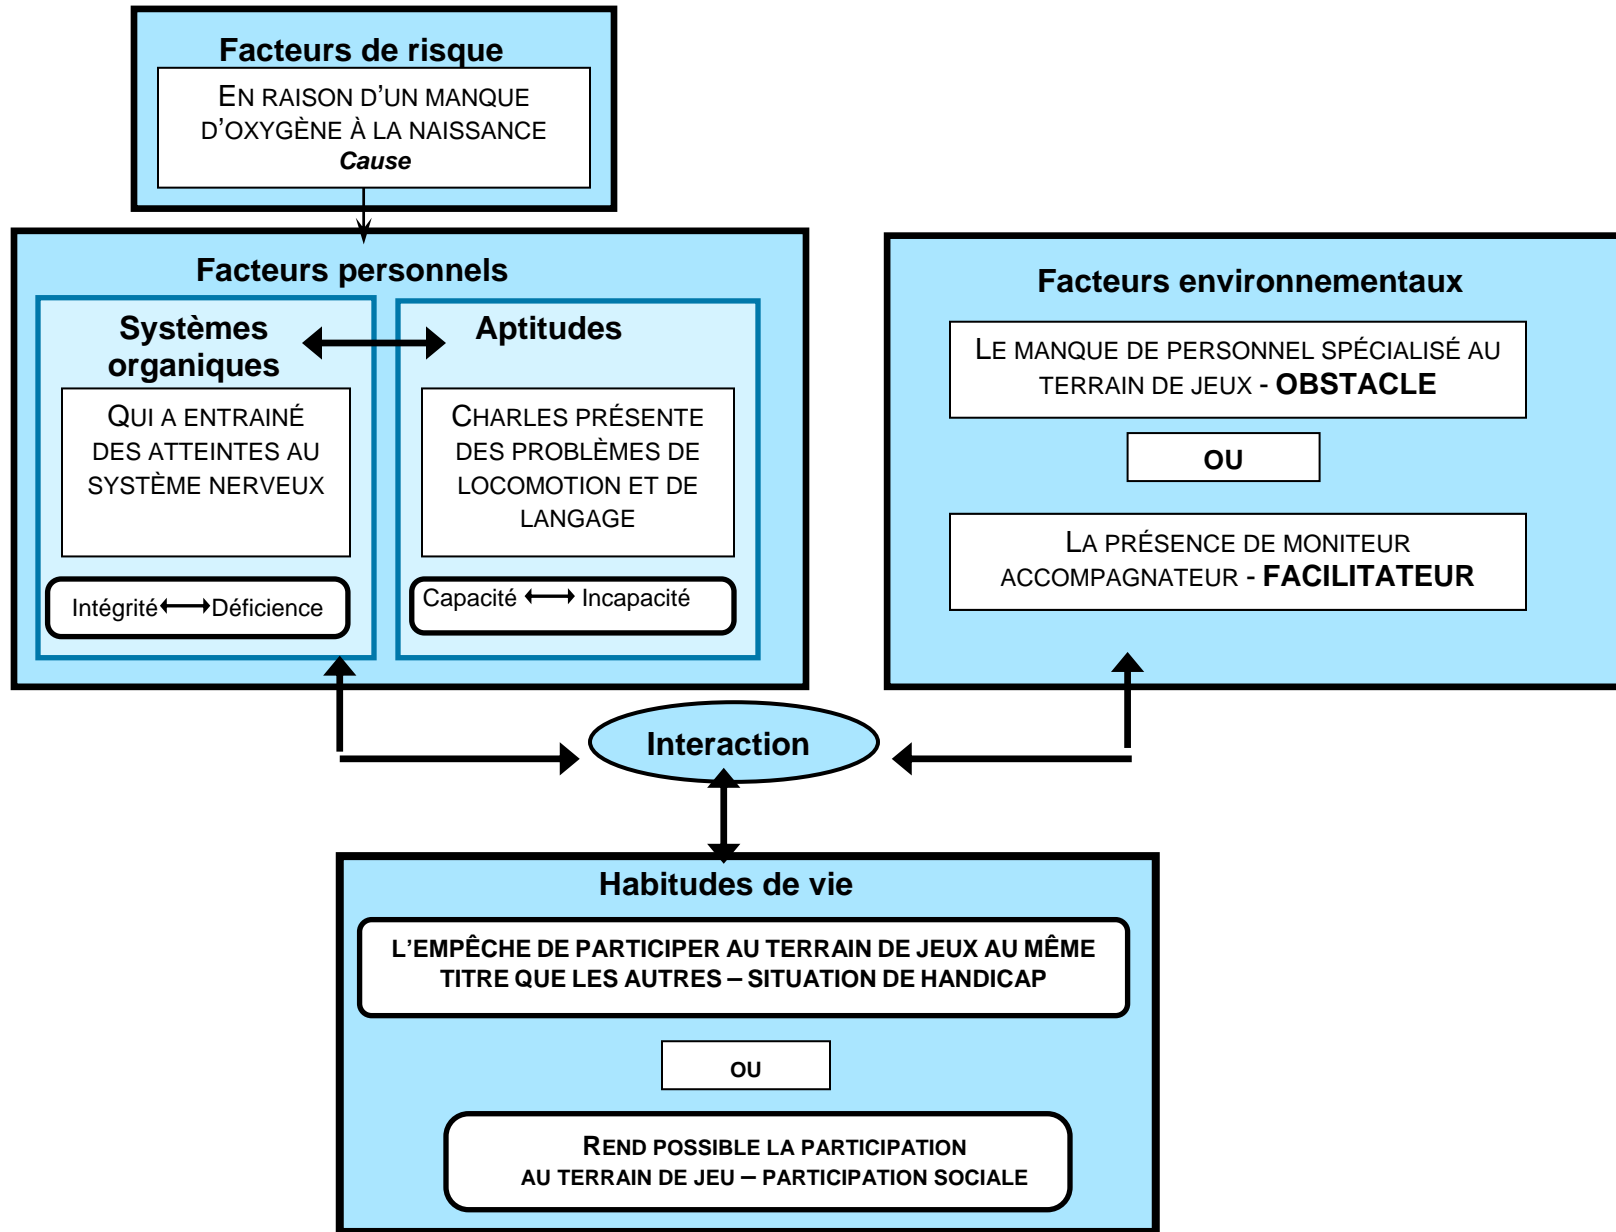 Facteurs de risque
EN RAISON D'UN MANQUE
D'OXYGÈNE À LA NAISSANCE
Cause
Facteurs personnels
Systèmes
organiques
QUI A ENTRAINÉ
DES ATTEINTES AU
SYSTÈME NERVEUX
Intégrité Déficience
Aptitudes
CHARLES PRÉSENTE
DES PROBLÈMES DE
LOCOMOTION ET DE
LANGAGE
Capacité Incapacité
Facteurs environnementaux
LE MANQUE DE PERSONNEL SPÉCIALISÉ AU
TERRAIN DE JEUX - OBSTACLE
OU
LA PRÉSENCE DE MONITEUR
ACCOMPAGNATEUR - FACILITATEUR
Interaction
Habitudes de vie
L'EMPÊCHE DE PARTICIPER AU TERRAIN DE JEUX AU MÊME
TITRE QUE LES AUTRES – SITUATION DE HANDICAP
OU
REND POSSIBLE LA PARTICIPATION
AU TERRAIN DE JEU – PARTICIPATION SOCIALE